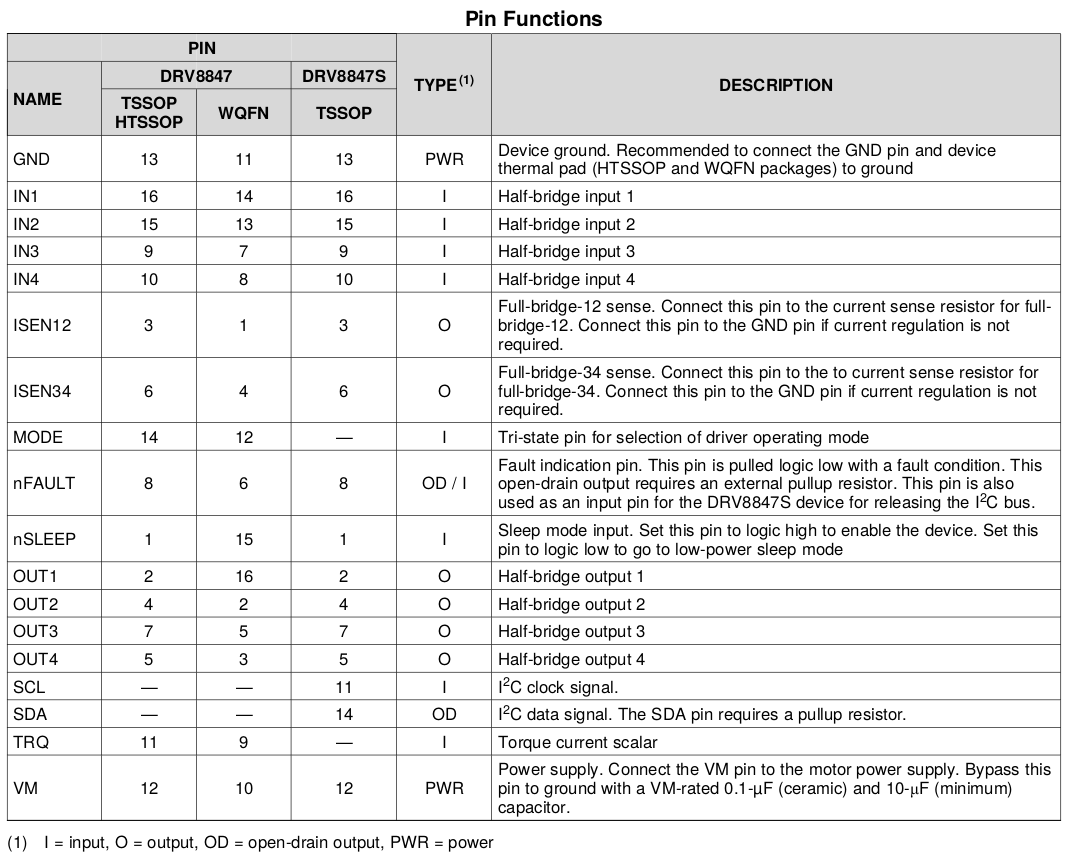 Pin Functions
PIN
NAME
DRV8847
DRV8847S
TYPE(1)
DESCRIPTION
TSSOP
HTSSOP
WQFN
TSSOP
GND 13 11 13 PWR Device ground. Recommended to connect the GND pin and device
thermal pad (HTSSOP and WQFN packages) to ground
IN1 16 14 16 I Half-bridge input 1
IN2 15 13 15 I Half-bridge input 2
IN3 9 7 9 I Half-bridge input 3
IN4 10 8 10 I Half-bridge input 4
ISEN12 3 1 3 O Full-bridge-12 sense. Connect this pin to the current sense resistor for full-
bridge-12. Connect this pin to the GND pin if current regulation is not
required.
ISEN34 6 4 6 O Full-bridge-34 sense. Connect this pin to the to current sense resistor for
full-bridge-34. Connect this pin to the GND pin if current regulation is not
required.
MODE 14 12 — I Tri-state pin for selection of driver operating mode
nFAULT 8 6 8 OD / I Fault indication pin. This pin is pulled logic low with a fault condition. This
open-drain output requires an external pullup resistor. This pin is also
used as an input pin for the DRV8847S device for releasing the I2C bus.
nSLEEP 1 15 1 I Sleep mode input. Set this pin to logic high to enable the device. Set this
pin to logic low to go to low-power sleep mode
OUT1 2 16 2 O Half-bridge output 1
OUT2 4 2 4 O Half-bridge output 2
OUT3 7 5 7 O Half-bridge output 3
OUT4 5 3 5 O Half-bridge output 4
SCL — — 11 I I2C clock signal.
SDA — — 14 OD I2C data signal. The SDA pin requires a pullup resistor.
TRQ 11 9 — I Torque current scalar
VM 12 10 12 PWR Power supply. Connect the VM pin to the motor power supply. Bypass this
pin to ground with a VM-rated 0.1-μF (ceramic) and 10-μF (minimum)
capacitor.
(1) I = input, O = output, OD = open-drain output, PWR = power